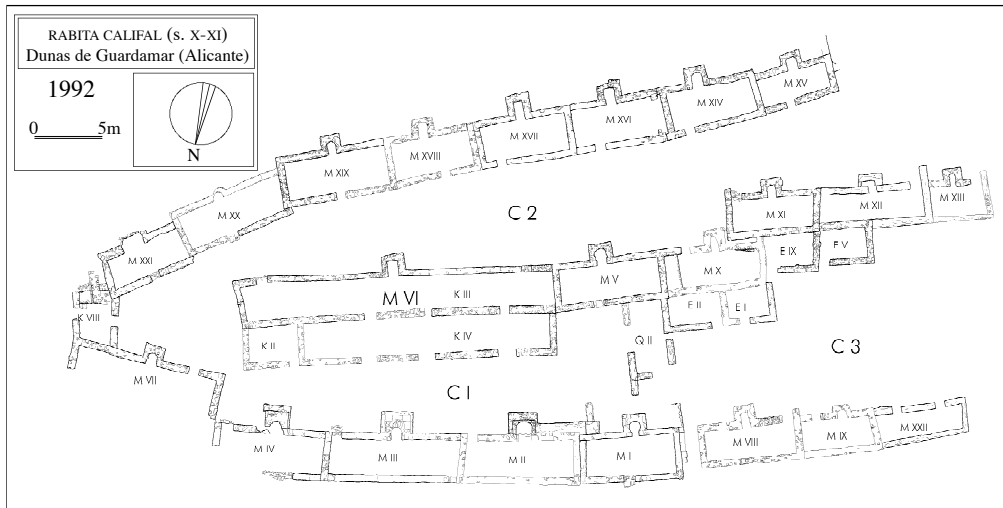 RABITA CALIFAL (s. X-XI)
Dunas de Guardamar (Alicante)
1992
0 5m
N
M XV
M XIV
M XVI
M XVII
M XVIII
M XIX
M XX
M XXI
C 2
M XIII
M XII
M XI
E IX
F V
M X
M V
F II
E I
M VI
K III
K IV
K II
K VIII
Q II
C 3
M VII
C I
M IV
M III
M II
M I
M VIII
M IX
M XXII